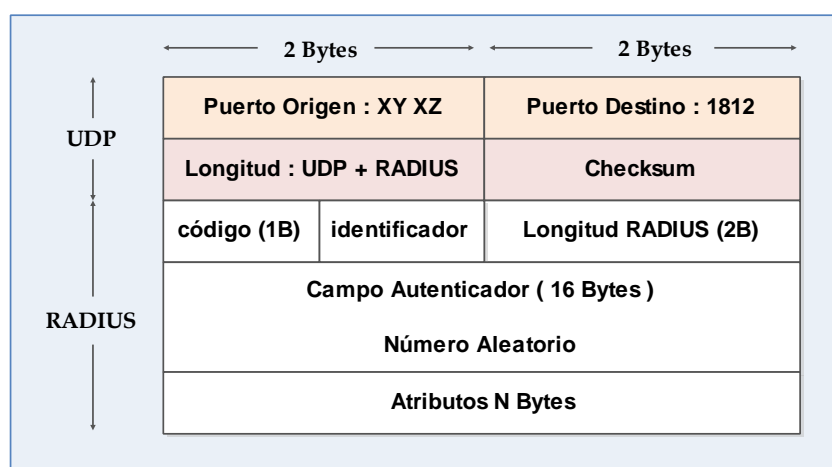 2 Bytes
2 Bytes
UDP
Puerto Origen : XY XZ
Puerto Destino : 1812
Longitud : UDP + RADIUS
Checksum
RADIUS
código (1B)
identificador
Longitud RADIUS (2B)
Campo Autenticador ( 16 Bytes )
Número Aleatorio
Atributos N Bytes